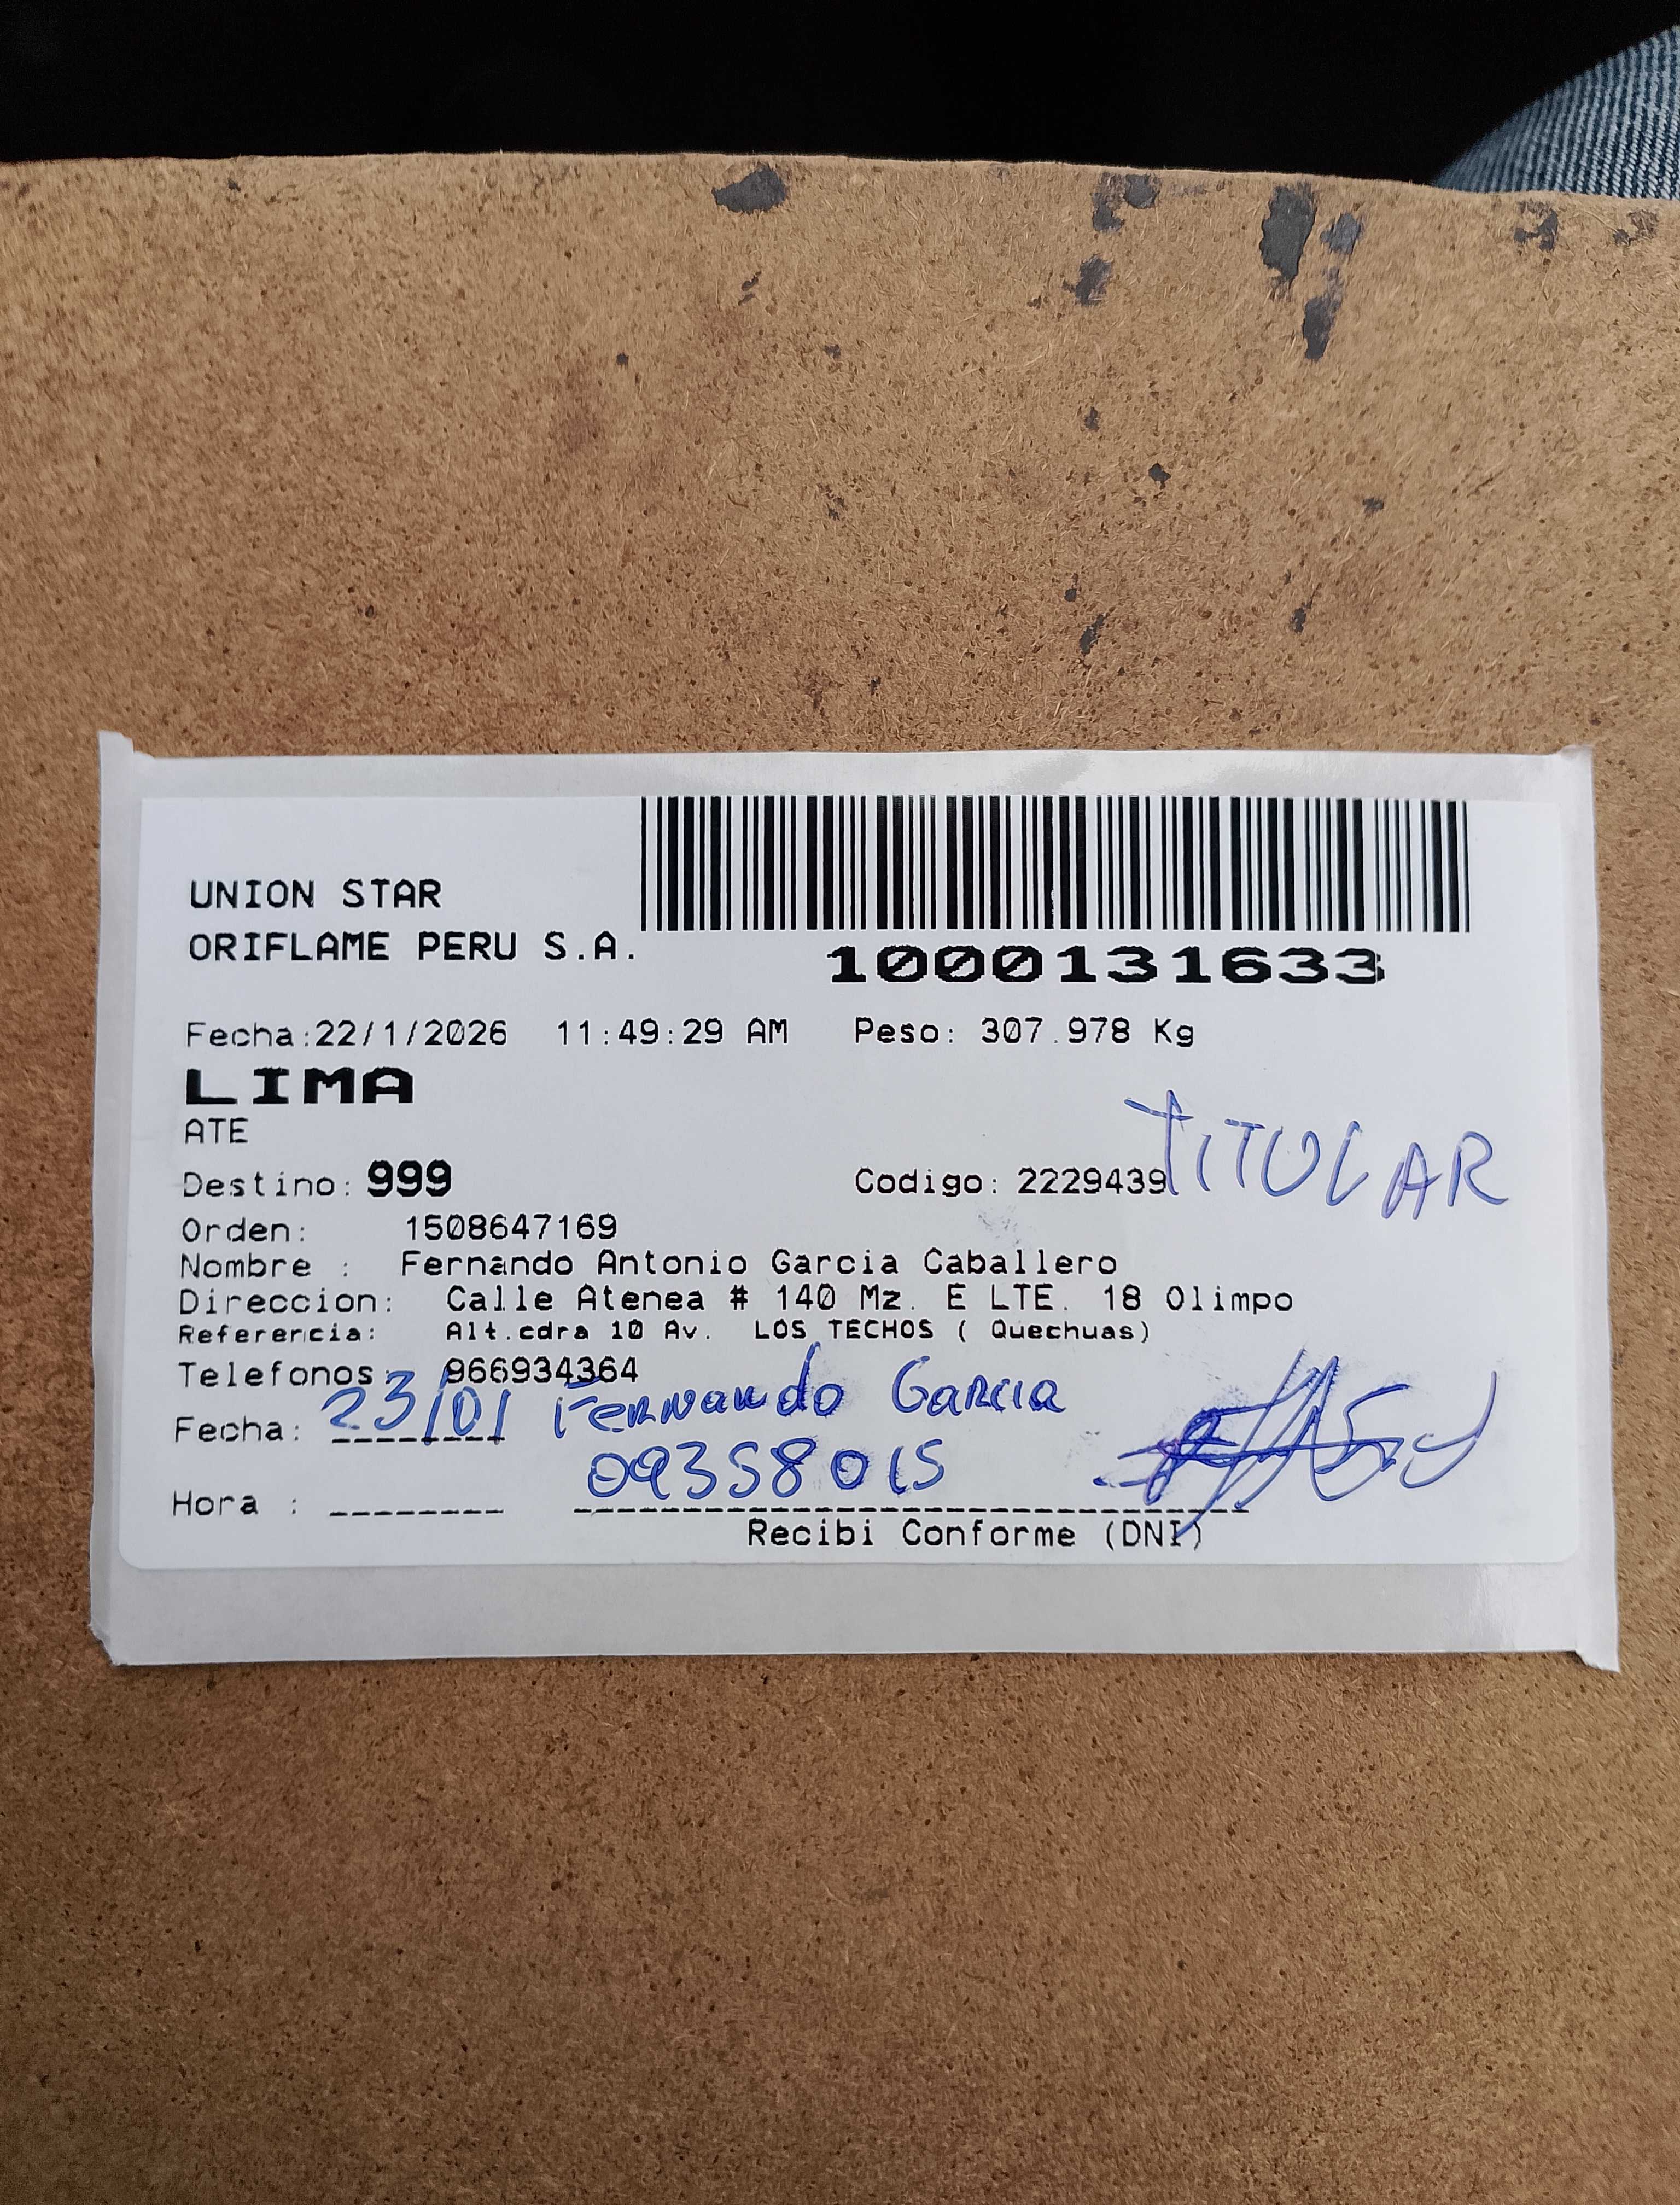 UNION STAR
ORIFLAME PERU S.A.
1000131633
Fecha:22/1/2026 11:49:29 AM Peso: 307.978 Kg
LIMA
ATE
TITULAR
Destino: 999 Codigo: 2229439
Orden: 1508647169
Nombre : Fernando Antonio Garcia Caballero
Direccion: Calle Atenea # 140 Mz. E LTE. 18 Olimpo
Referencia: Alt.cdra 10 Av. LOS TECHOS ( Quechuas)
Telefonos: 966934364
Fecha: 23/01 Fernando Garcia
09358015
Hora :
Recibi Conforme (DNI)